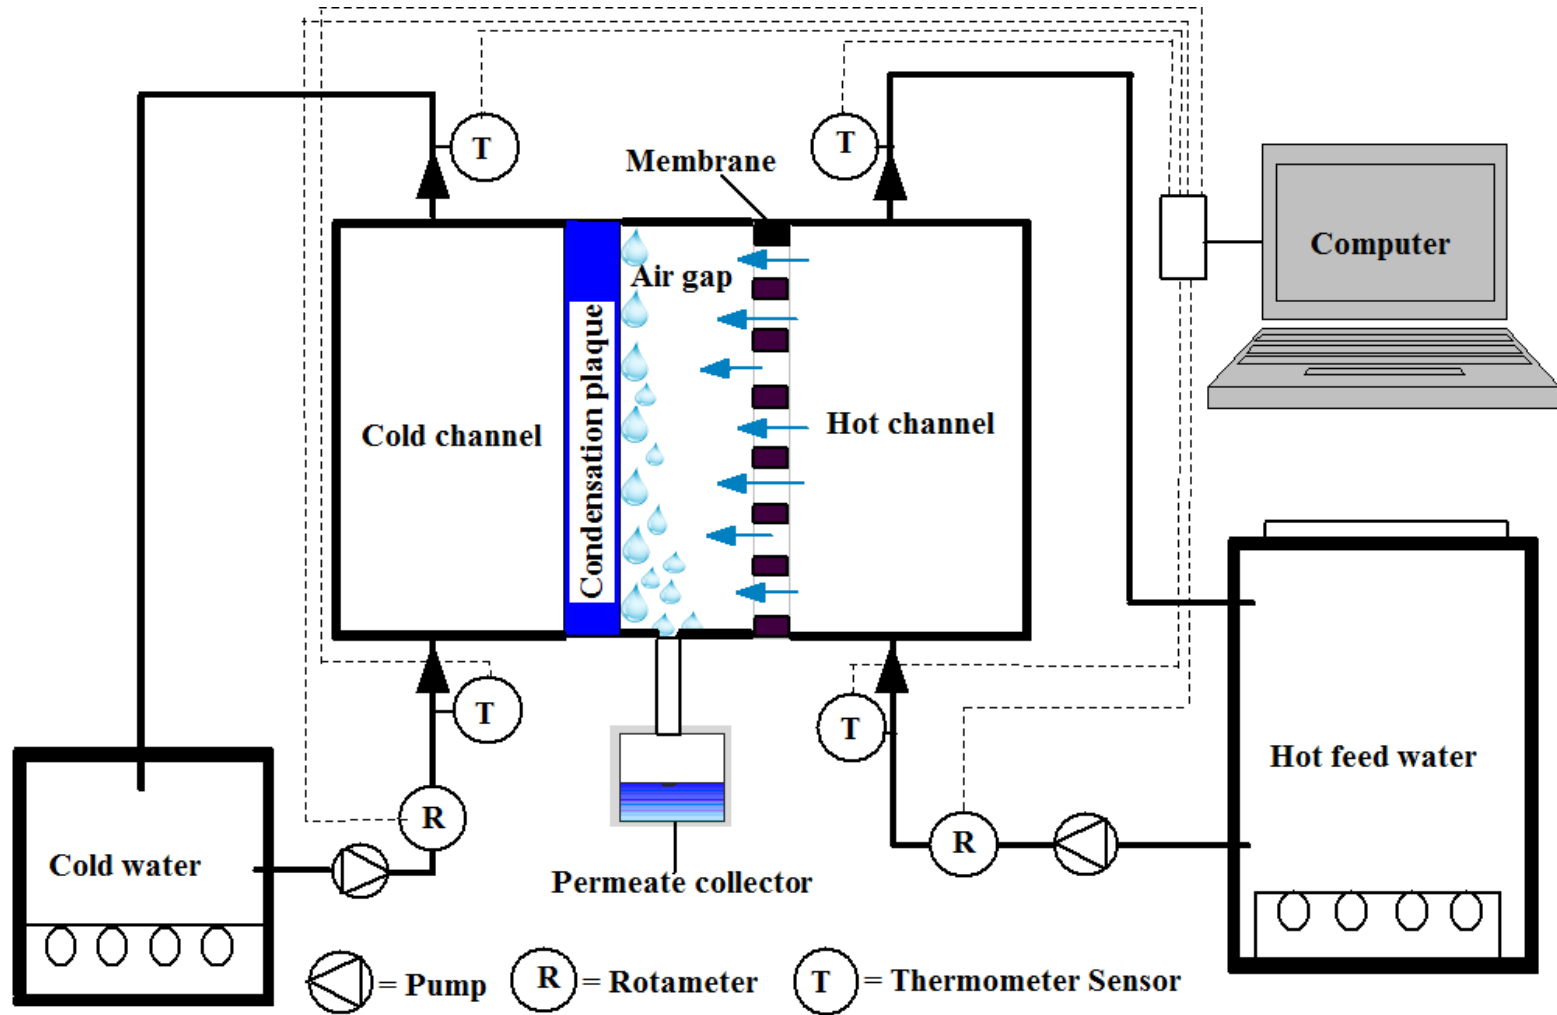 T
T
Membrane
Computer
Air gap
Condensation plaque
Cold channel
Hot channel
T
T
Hot feed water
R
R
Cold water
Permeate collector
= Pump
R = Rotameter
T = Thermometer Sensor